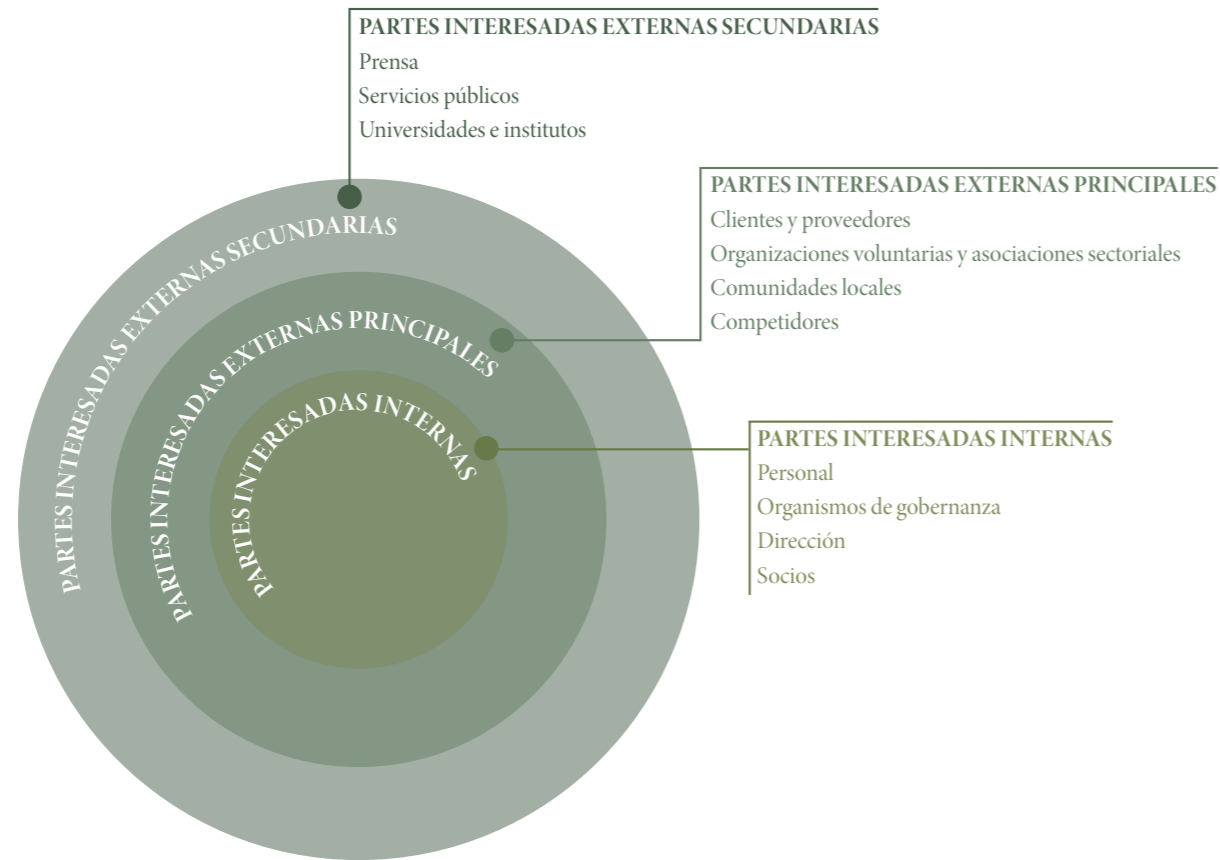 PARTES INTERESADAS EXTERNAS SECUNDARIAS
Prensa
Servicios públicos
Universidades e institutos
PARTES INTERESADAS EXTERNAS PRINCIPALES
Clientes y proveedores
Organizaciones voluntarias y asociaciones sectoriales
Comunidades locales
Competidores
PARTES INTERESADAS INTERNAS
Personal
Organismos de gobernanza
Dirección
Socios
PARTES INTERESADAS EXTERNAS SECUNDARIAS
PARTES INTERESADAS EXTERNAS PRINCIPALES
PARTES INTERESADAS INTERNAS